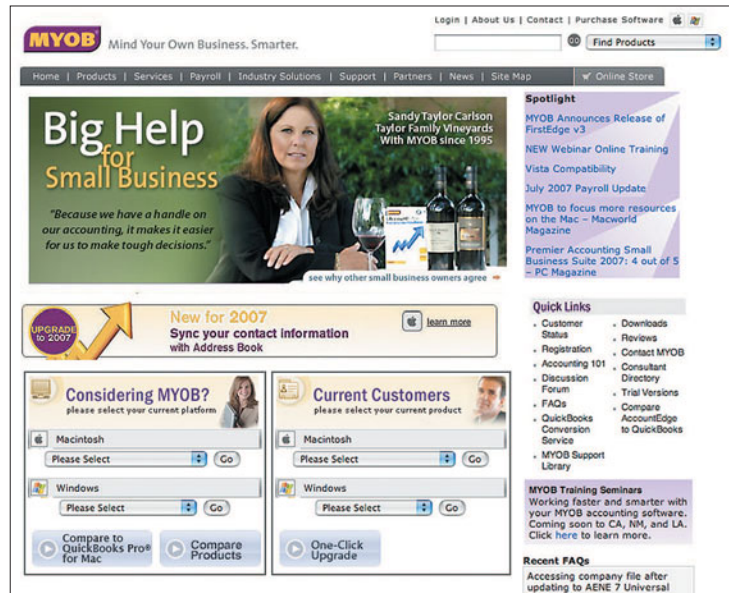 Login | About Us | Contact | Purchase Software
MYOB
Mind Your Own Business. Smarter.
GO
Find Products
Home | Products | Services | Payroll | Industry Solutions | Support | Partners | News | Site Map
Online Store
Big Help
for
Small Business
"Because we have a handle on
our accounting, it makes it easier
for us to make tough decisions."
Sandy Taylor Carlson
Taylor Family Vineyards
With MYOB since 1995
see why other small business owners agree
Spotlight
MYOB Announces Release of
FirstEdge v3
NEW Webinar Online Training
Vista Compatibility
July 2007 Payroll Update
MYOB to focus more resources
on the Mac – Macworld
Magazine
Premier Accounting Small
Business Suite 2007: 4 out of 5
– PC Magazine
UPGRADE
to 2007
New for 2007
Sync your contact information
with Address Book
learn more
Considering MYOB?
please select your current platform
Macintosh
Please Select
Go
Windows
Please Select
Go
Compare to
QuickBooks Pro®
for Mac
Compare
Products
Current Customers
please select your current product
Macintosh
Please Select
Go
Windows
Please Select
Go
One-Click
Upgrade
Quick Links
Customer
Status
Registration
Accounting 101
Discussion
Forum
FAQs
QuickBooks
Conversion
Service
MYOB Support
Library
Downloads
Reviews
Contact MYOB
Consultant
Directory
Trial Versions
Compare
AccountEdge
to QuickBooks
MYOB Training Seminars
Working faster and smarter with
your MYOB accounting software.
Coming soon to CA, NM, and LA.
Click here to learn more.
Recent FAQs
Accessing company file after
updating to AENE 7 Universal